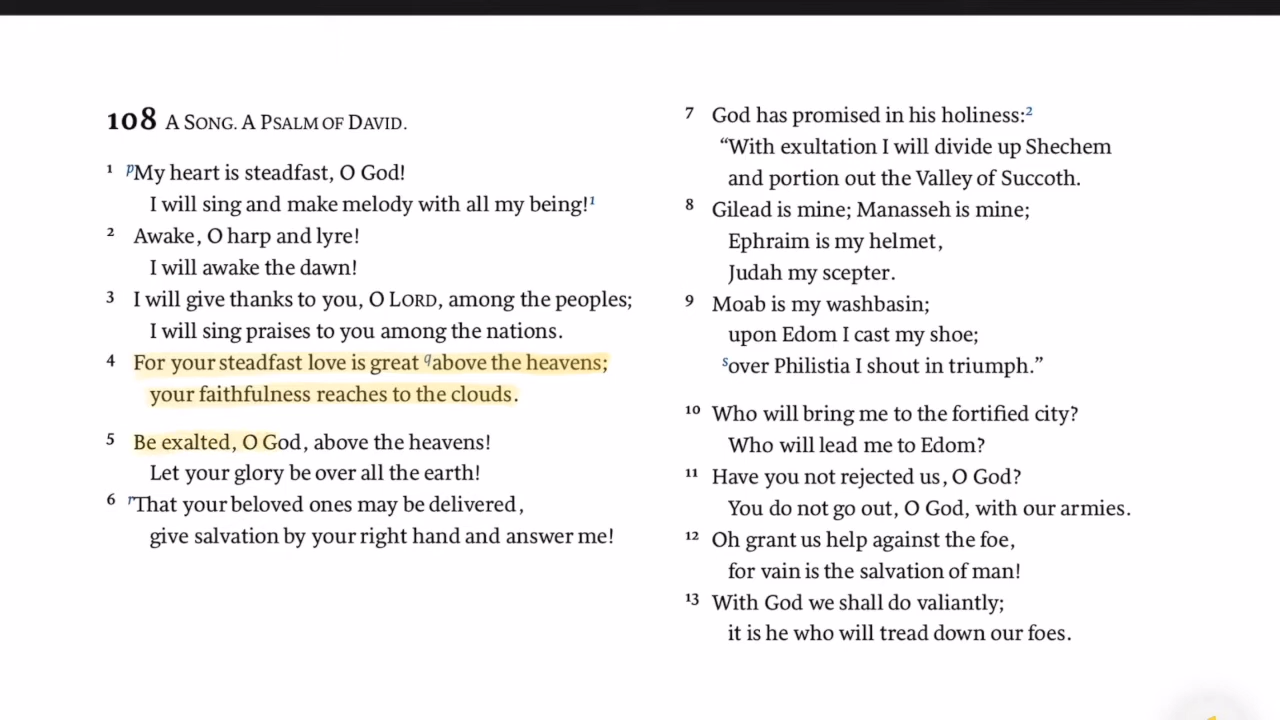 108 A SONG. A PSALM OF DAVID.
1 pMy heart is steadfast, O God!
I will sing and make melody with all my being!1
2 Awake, O harp and lyre!
I will awake the dawn!
3 I will give thanks to you, O LORD, among the peoples;
I will sing praises to you among the nations.
4 For your steadfast love is great qabove the heavens;
your faithfulness reaches to the clouds.
5 Be exalted, O God, above the heavens!
Let your glory be over all the earth!
6 rThat your beloved ones may be delivered,
give salvation by your right hand and answer me!
7 God has promised in his holiness:2
“With exultation I will divide up Shechem
and portion out the Valley of Succoth.
8 Gilead is mine; Manasseh is mine;
Ephraim is my helmet,
Judah my scepter.
9 Moab is my washbasin;
upon Edom I cast my shoe;
sover Philistia I shout in triumph.”
10 Who will bring me to the fortified city?
Who will lead me to Edom?
11 Have you not rejected us, O God?
You do not go out, O God, with our armies.
12 Oh grant us help against the foe,
for vain is the salvation of man!
13 With God we shall do valiantly;
it is he who will tread down our foes.